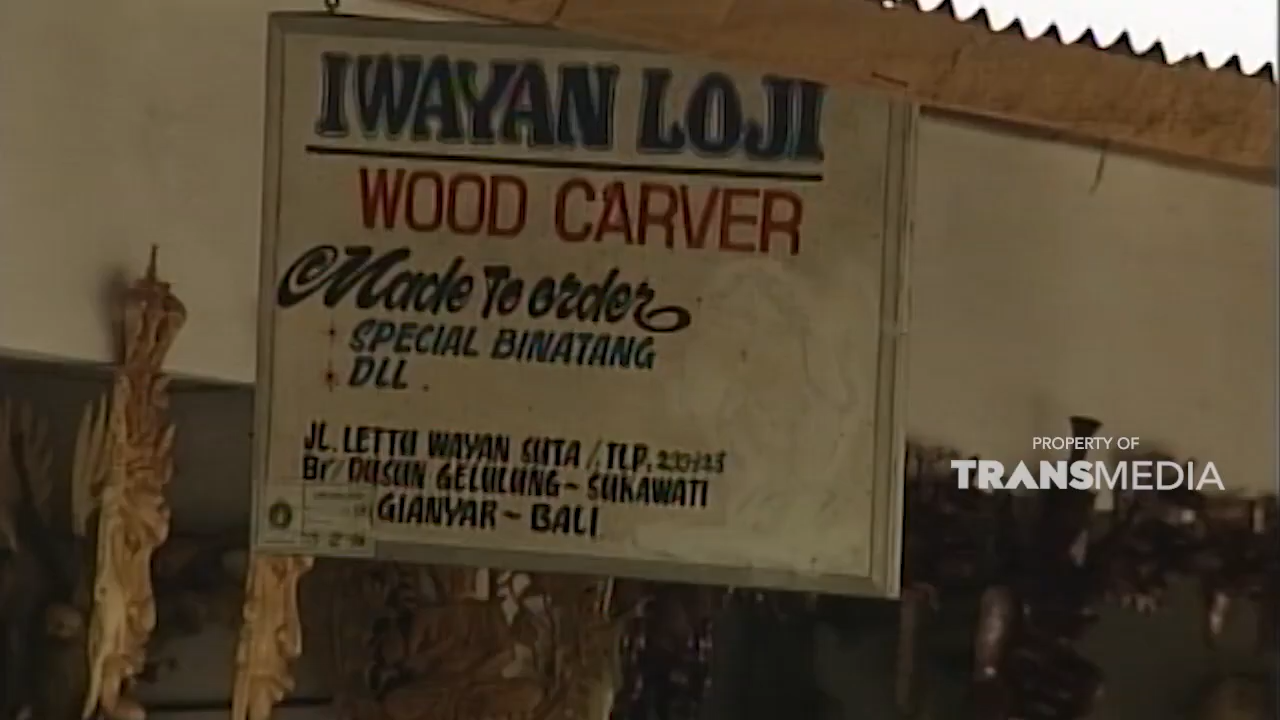 I WAYAN LOJI
WOOD CARVER
Made To order
SPECIAL BINATANG
DLL.
JL. LETTU WAYAN SUTA / TLP.
Br/ DUSUN GELULUNG - SUKAWATI
GIANYAR - BALI
PROPERTY OF
TRANSMEDIA